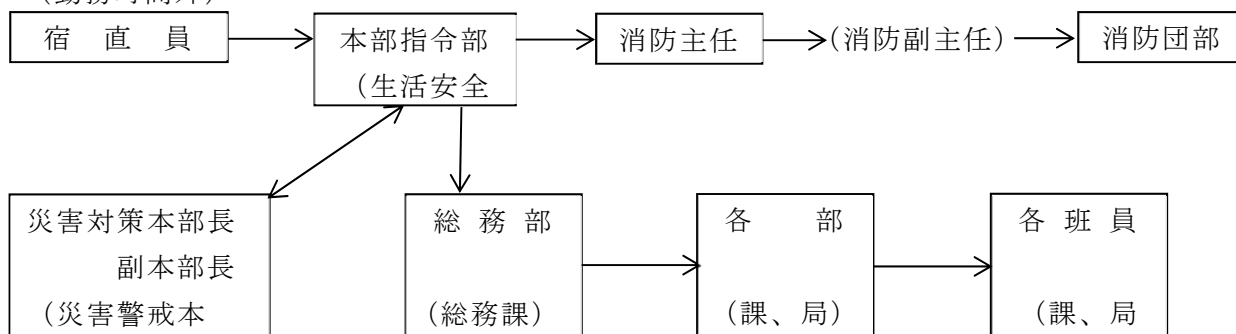 (勤務時間外)
宿　直　員
本部指令部
(生活安全
消防主任
(消防副主任)
消防団部
災害対策本部長
副本部長
(災害警戒本
総　務　部
(総務課)
各　　部
(課、局)
各　班　員
(課、局